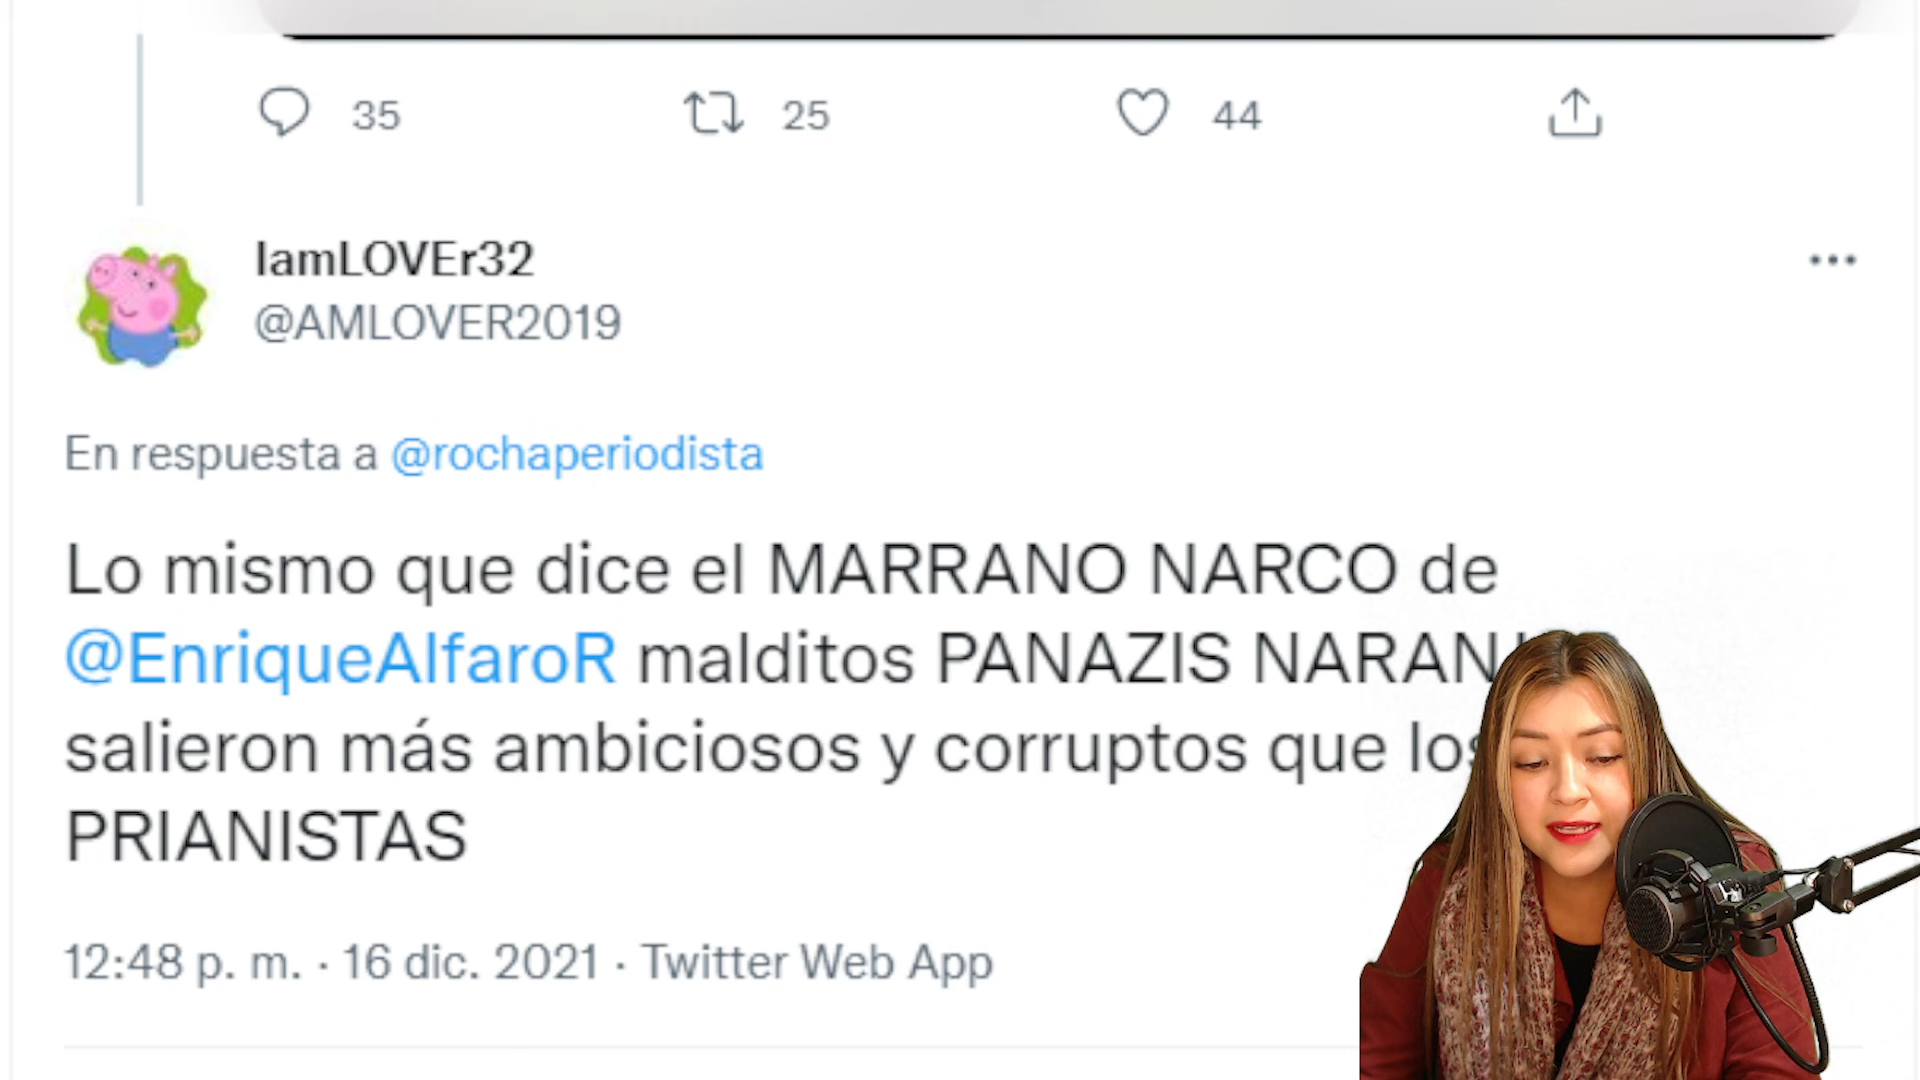 35 25 44
IamLOVEr32
@AMLOVER2019
En respuesta a @rochaperiodista
Lo mismo que dice el MARRANO NARCO de
@EnriqueAlfaroR malditos PANAZIS
salieron más ambiciosos y corruptos que los
PRIANISTAS
12:48 p. m. · 16 dic. 2021 · Twitter Web App